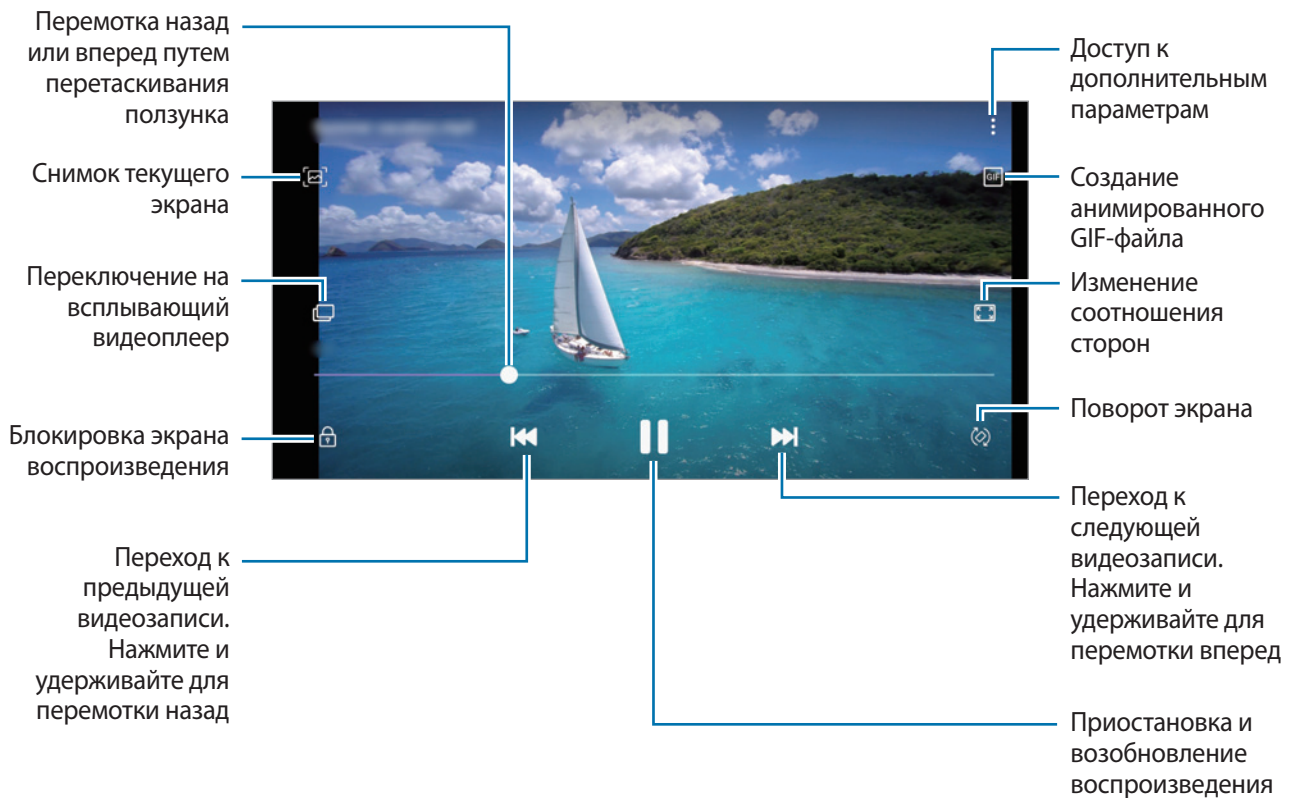 Перемотка назад
или вперед путем
перетаскивания
ползунка
Снимок текущего
экрана
Переключение на
всплывающий
видеоплеер
Блокировка экрана
воспроизведения
Переход к
предыдущей
видеозаписи.
Нажмите и
удерживайте для
перемотки назад
Доступ к
дополнительным
параметрам
GIF
Создание
анимированного
GIF-файла
Изменение
соотношения
сторон
Поворот экрана
Переход к
следующей
видеозаписи.
Нажмите и
удерживайте для
перемотки вперед
Приостановка и
возобновление
воспроизведения